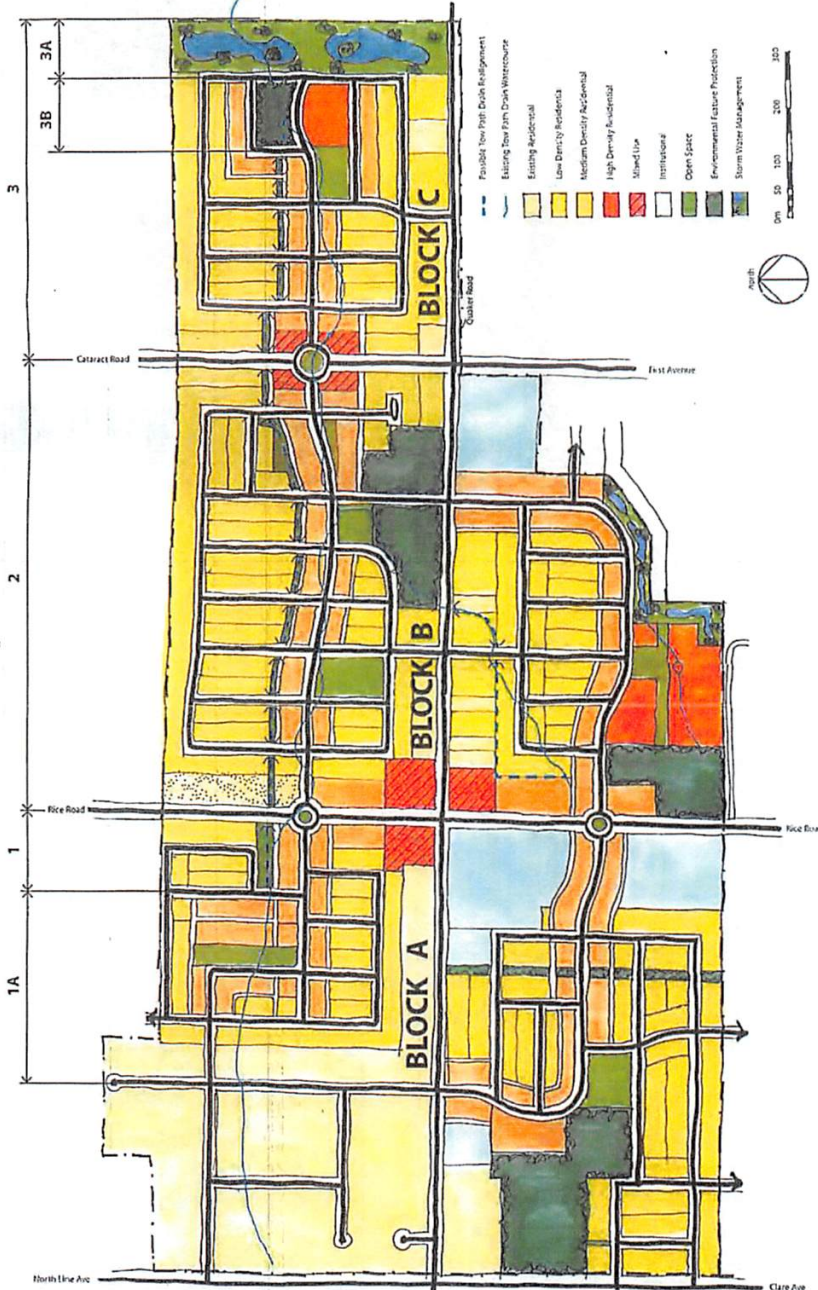 3
3A
3B
2
1
1A
Cataract Road
Rice Road
North Line Ave
BLOCK C
BLOCK B
BLOCK A
Quaker Road
First Avenue
Rice Roa
Clare Ave
Possible Tow Path Drain Realignment
Existing Tow Path Drain Watercourse
Existing Residential
Low Density Residential
Medium Density Residential
High Density Residential
Mixed Use
Institutional
Open Space
Environmental Feature Protection
Storm Water Management
North
0m 50 100 200 300